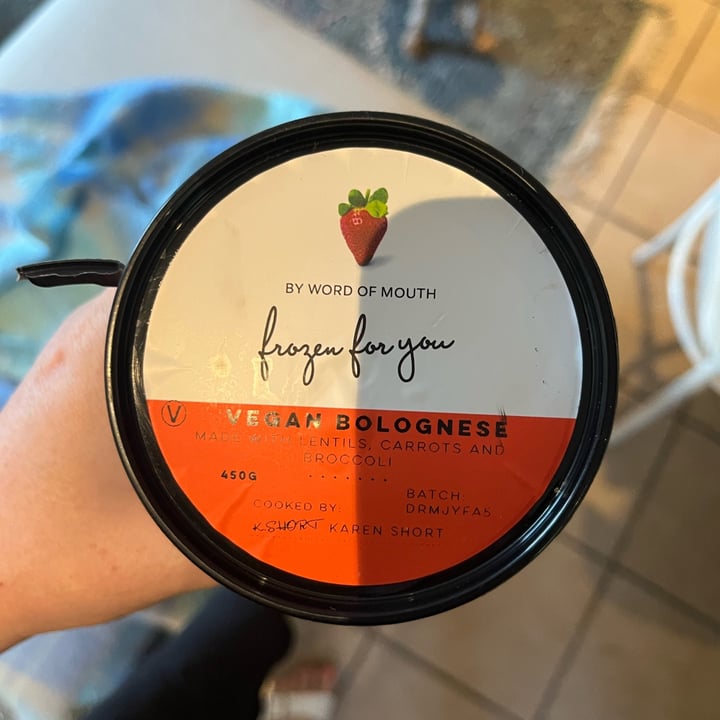 BY WORD OF MOUTH
frozen for you
V
VEGAN BOLOGNESE
MADE WITH LENTILS, CARROTS AND
BROCCOLI
450G
BATCH:
DRMJYFA5
COOKED BY:
K.SHORT KAREN SHORT